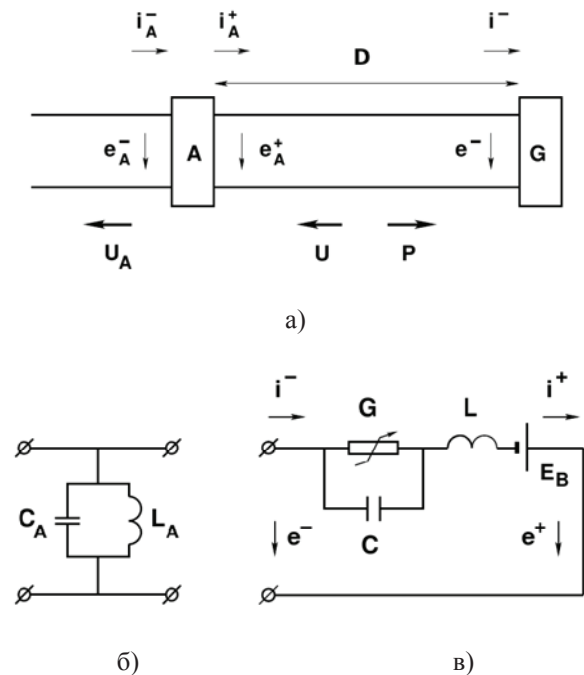 i_A^- i_A^+ i^-
D
e_A^- A e_A^+ e^- G
U_A U P
а)
i^- G L i^+
C_A L_A E_B
e^- C e^+
б) в)